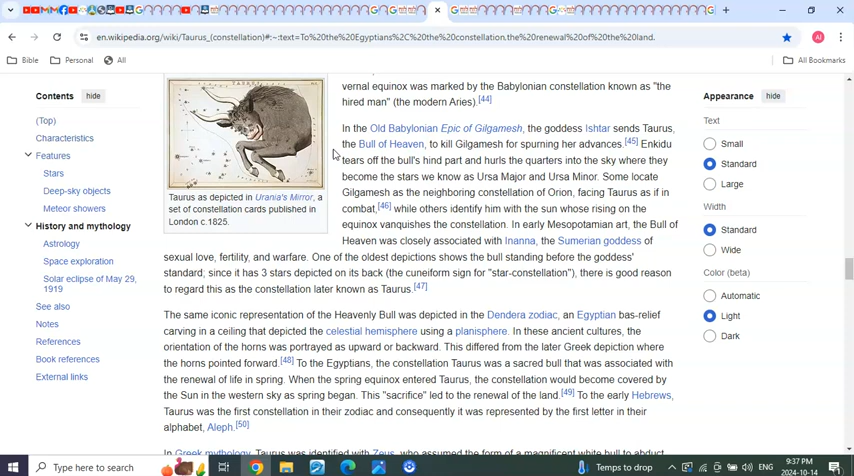 en.wikipedia.org/wiki/Taurus_(constellation)#:~:text=To%20the%20Egyptians%2C%20the%20constellation,the%20renewal%20of%20the%20land.
AI
Bible
Personal
All
All Bookmarks
Contents
hide
(Top)
Characteristics
Features
Stars
Deep-sky objects
Meteor showers
History and mythology
Astrology
Space exploration
Solar eclipse of May 29,
1919
See also
Notes
References
Book references
External links
TAURUS
Taurus as depicted in Urania's Mirror, a
set of constellation cards published in
London c.1825.
vernal equinox was marked by the Babylonian constellation known as "the
hired man" (the modern Aries).[44]
In the Old Babylonian Epic of Gilgamesh, the goddess Ishtar sends Taurus,
the Bull of Heaven, to kill Gilgamesh for spurning her advances.[45] Enkidu
tears off the bull's hind part and hurls the quarters into the sky where they
become the stars we know as Ursa Major and Ursa Minor. Some locate
Gilgamesh as the neighboring constellation of Orion, facing Taurus as if in
combat,[46] while others identify him with the sun whose rising on the
equinox vanquishes the constellation. In early Mesopotamian art, the Bull of
Heaven was closely associated with Inanna, the Sumerian goddess of
sexual love, fertility, and warfare. One of the oldest depictions shows the bull standing before the goddess'
standard; since it has 3 stars depicted on its back (the cuneiform sign for "star-constellation"), there is good reason
to regard this as the constellation later known as Taurus.[47]
The same iconic representation of the Heavenly Bull was depicted in the Dendera zodiac, an Egyptian bas-relief
carving in a ceiling that depicted the celestial hemisphere using a planisphere. In these ancient cultures, the
orientation of the horns was portrayed as upward or backward. This differed from the later Greek depiction where
the horns pointed forward.[48] To the Egyptians, the constellation Taurus was a sacred bull that was associated with
the renewal of life in spring. When the spring equinox entered Taurus, the constellation would become covered by
the Sun in the western sky as spring began. This "sacrifice" led to the renewal of the land.[49] To the early Hebrews,
Taurus was the first constellation in their zodiac and consequently it was represented by the first letter in their
alphabet, Aleph.[50]
In Greek mythology, Taurus was identified with Zeus, who assumed the form of a magnificent white bull to abduct
Appearance
hide
Text
Small
Standard
Large
Width
Standard
Wide
Color (beta)
Automatic
Light
Dark
Type here to search
Temps to drop
9:37 PM
2024-10-14